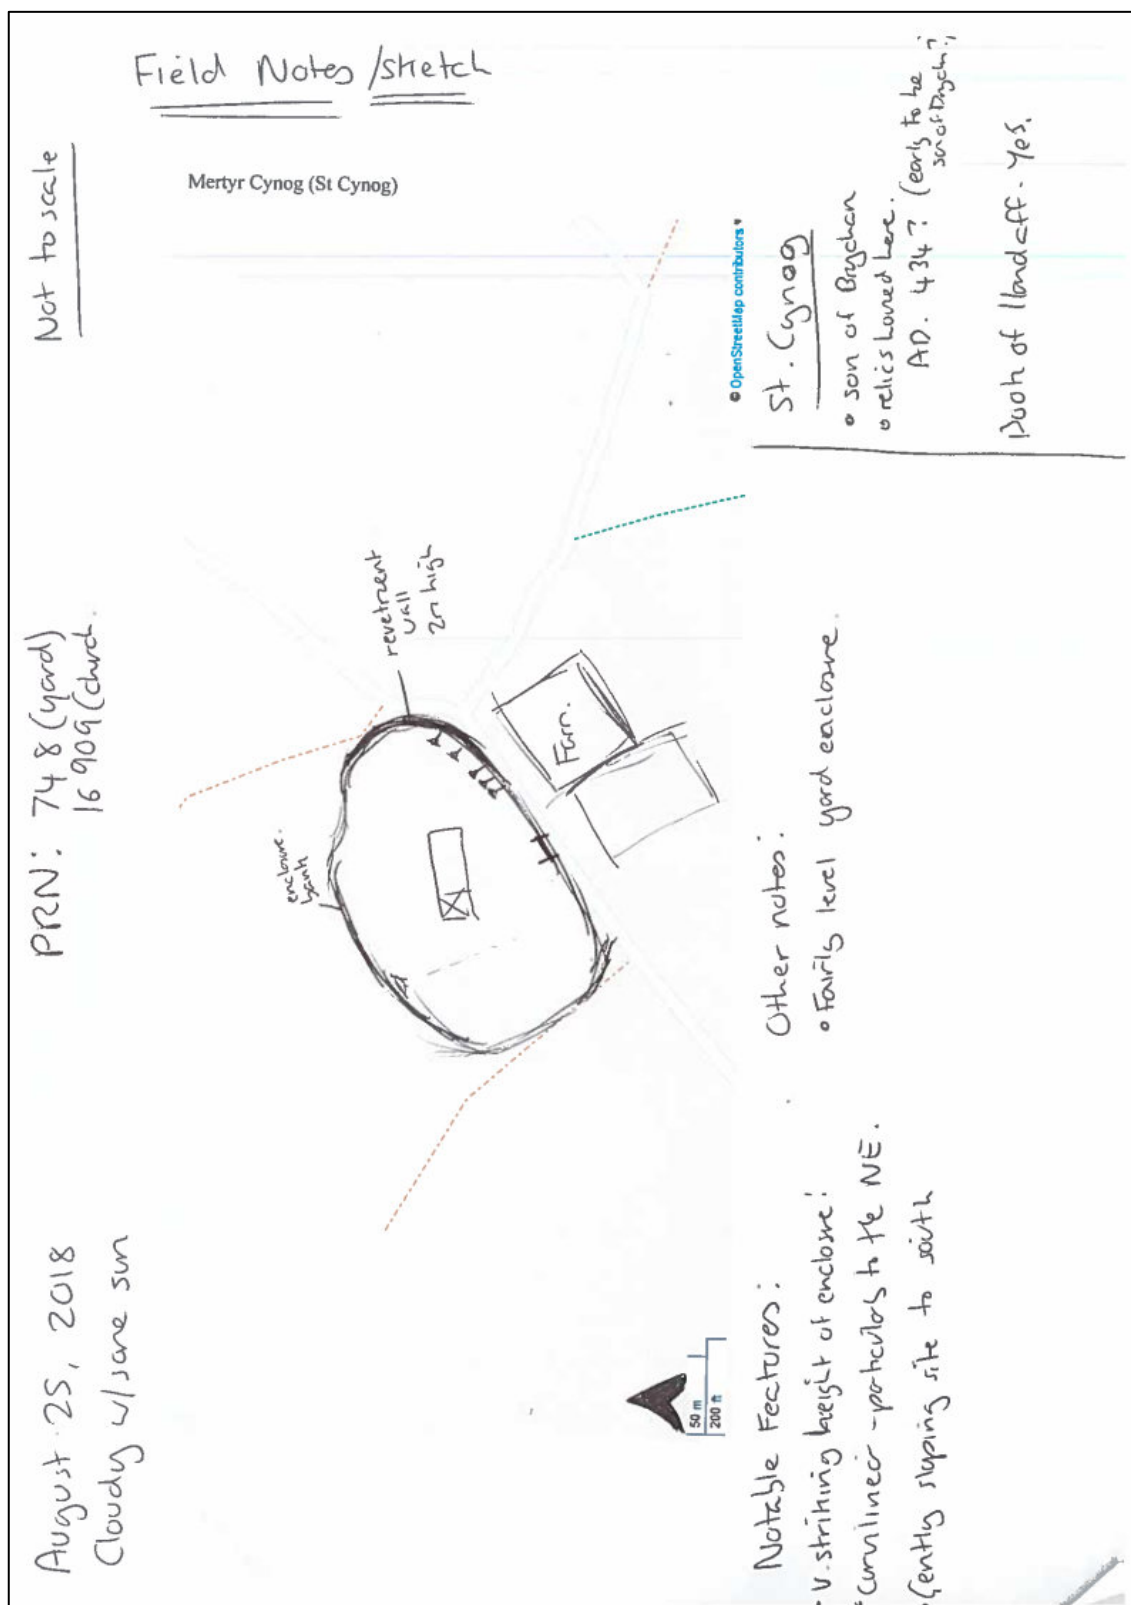 Field Notes / sketch
Mertyr Cynog (St Cynog)
August 25, 2018
Cloudy w/ some sun
PRN: 748 (yard)
16909 (church.
Not to scale
enclosure
bank
revetment
wall
2m high
Farm.
50 m
200 ft
© OpenStreetMap contributors
Notable Features:
• v. striking height of enclosure!
• Curvilinear - particularly to the NE.
• Gently sloping site to south
Other notes:
• Fairly level yard enclosure.
St. Cynog
• son of Brychan
• relics housed here.
AD. 434? (early to be
son of Brychan?)
Book of Llandaff - Yes.